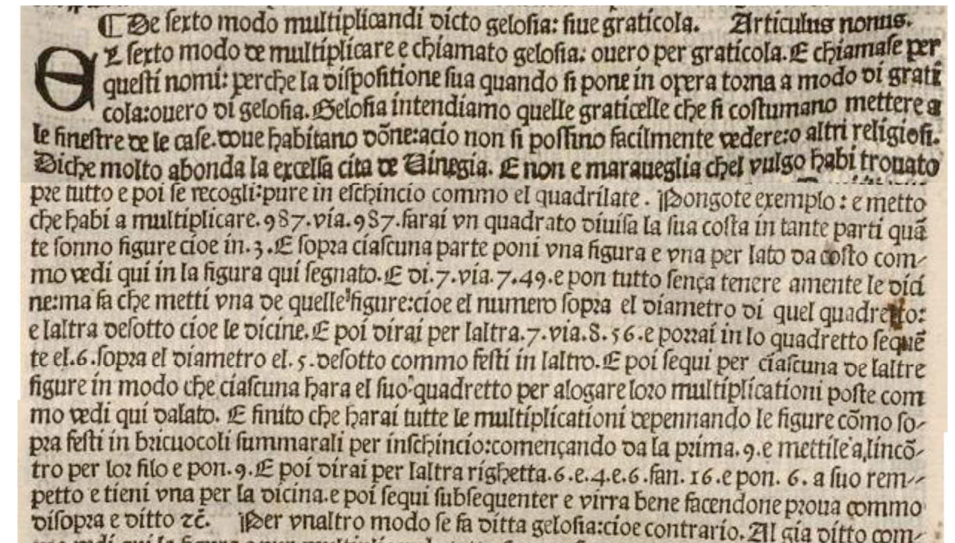 ¶De sexto modo multiplicandi dicto gelosia: siue graticola. Articulus nonus.
EL sexto modo de multiplicare e chiamato gelosia: ouero per graticola. E chiamase per
questi nomi: perche la dispositione sua quando si pone in opera torna a modo di grati
cola: ouero di gelosia. Gelosia intendiamo quelle graticelle che si costumano mettere a
le finestre de le case. doue habitano dōne: acio non si possino facilmente vedere: o altri religiosi.
Diche molto abonda la excelsa cita de Uinegia. E non e maraueglia chel vulgo habi trouato
pre tutto e poi se recogli: pure in eschincio commo el quadrilate. Pongote exemplo: e metto
che habi a multiplicare. 987. via. 987. farai vn quadrato diuisa la sua costa in tante parti quā
te sonno figure cioe in. 3. E sopra ciascuna parte poni vna figura e vna per lato da costo com-
mo vedi qui in la figura qui segnato. E di. 7. via. 7. 49. e pon tutto sença tenere amente le dici
ne: ma fa che metti vna de quelle figure: cioe el numero sopra el diametro di quel quadretto:
e laltra desotto cioe le dicine. E poi dirai per laltra. 7. via. 8. 56. e porrai in lo quadretto sequē
te el. 6. sopra el diametro el. 5. desotto commo festi in laltro. E poi sequi per ciascuna de laltre
figure in modo che ciascuna hara el suo quadretto per alogare loro multiplicationi poste com
mo vedi qui dalato. E finito che harai tutte le multiplicationi depennando le figure cōmo so-
pra festi in bricuocoli summarali per inschincio: començando da la prima. 9. e mettile a lincō-
tro per lor filo e pon. 9. E poi dirai per laltra righetta. 6. e. 4. e. 6. fan. 16. e pon. 6. a suo rem-
petto e tieni vna per la dicina. e poi sequi subsequenter e virra bene facendone proua commo
disopra e ditto ⁊c̄. Per vnaltro modo se fa ditta gelosia: cioe contrario. Al gia ditto com-